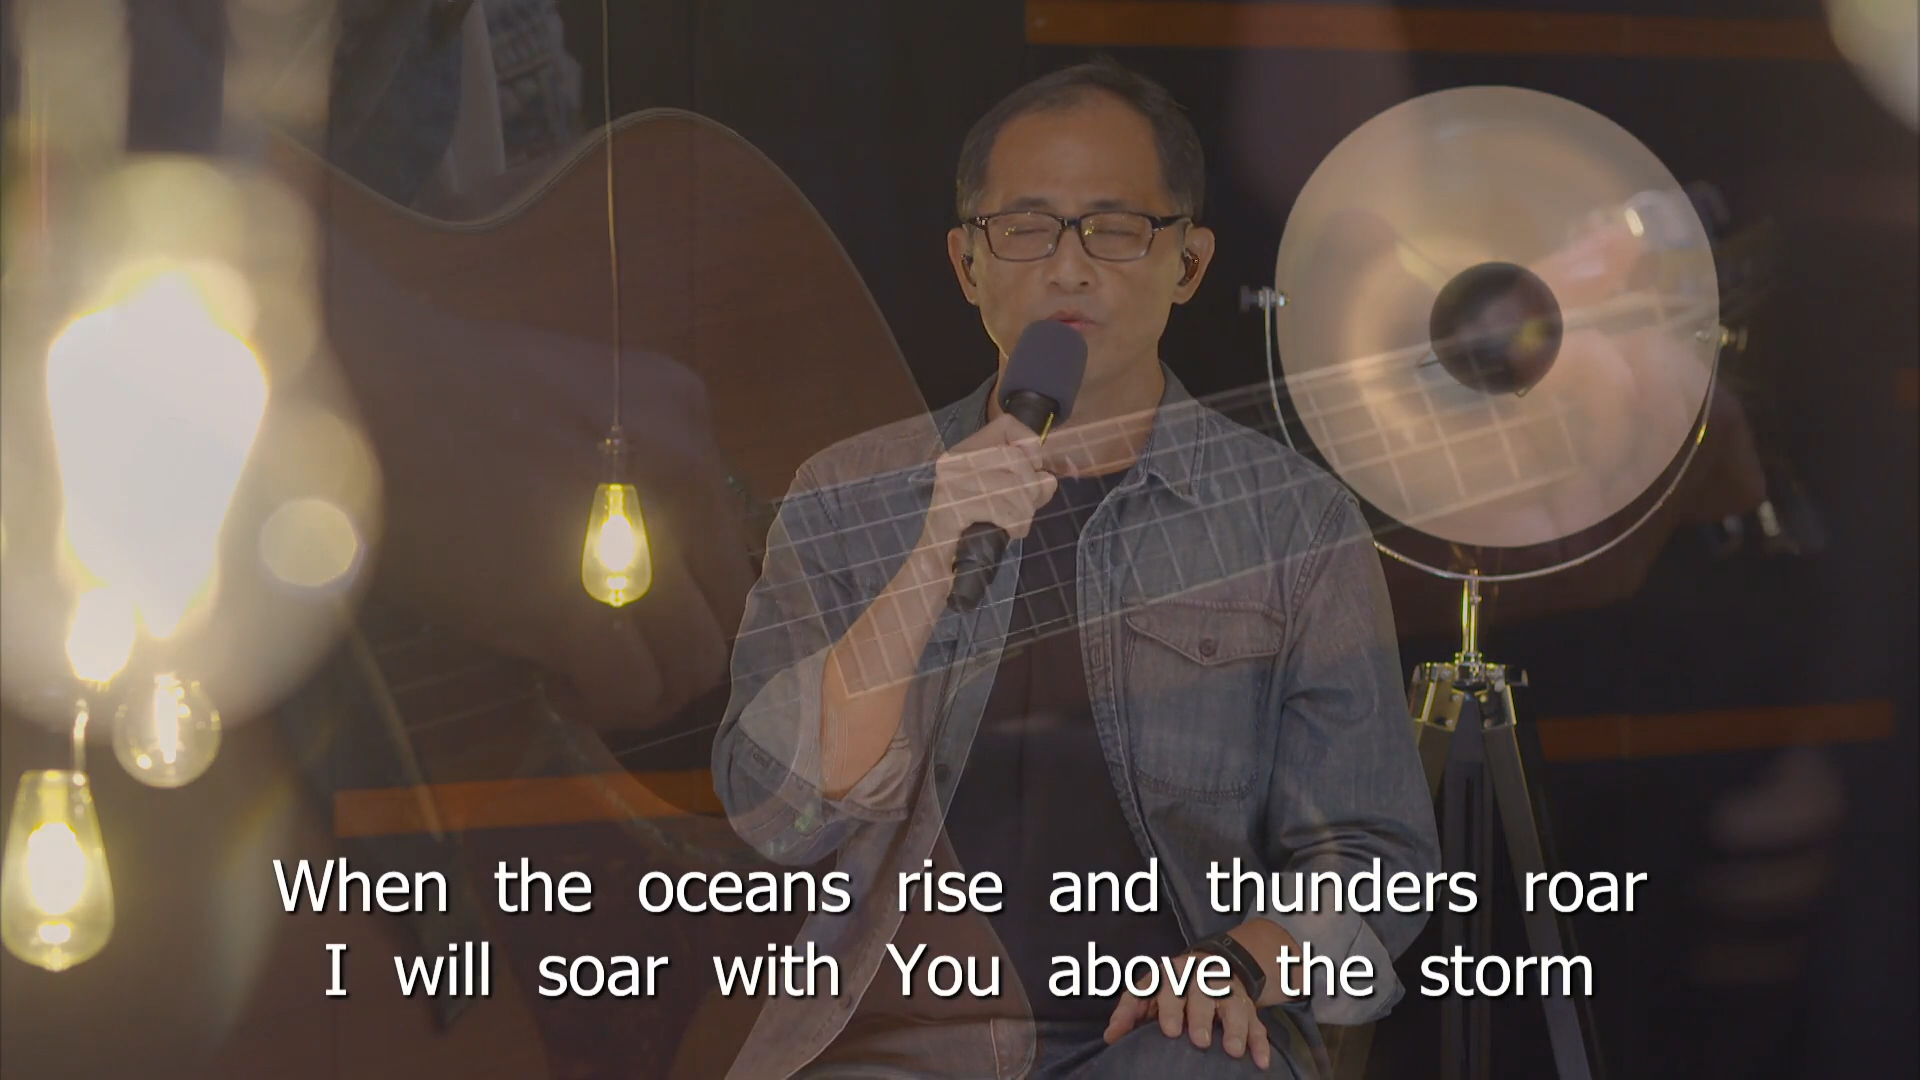 When the oceans rise and thunders roar
I will soar with You above the storm